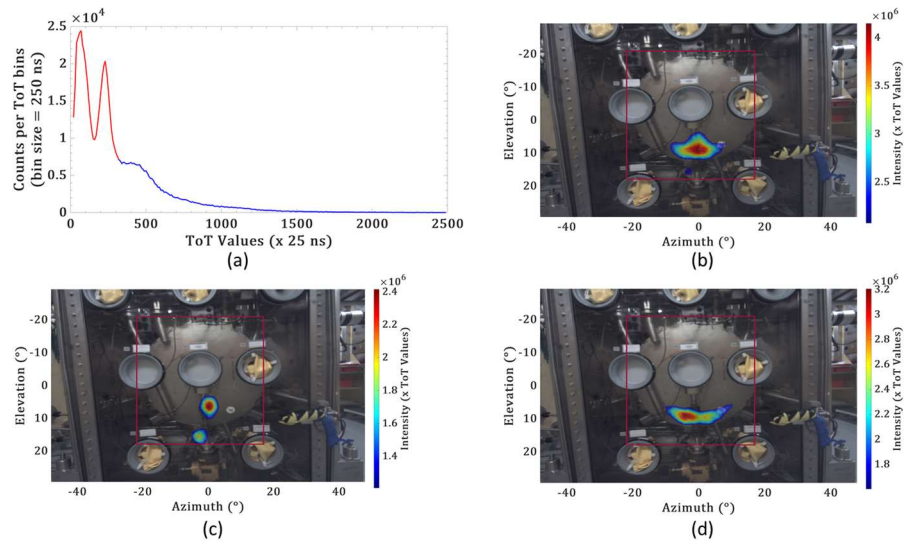 (a)
×10⁴
2.5
2
1.5
1
0.5
0
Counts per ToT bins
(bin size = 250 ns)
0 500 1000 1500 2000 2500
ToT Values (x 25 ns)
(a)
×10⁶
4
3.5
3
2.5
Intensity (x ToT Values)
-20
-10
0
10
20
Elevation (°)
-40 -20 0 20 40
Azimuth (°)
(b)
×10⁶
2.4
2.2
2
1.8
1.6
1.4
Intensity (x ToT Values)
-20
-10
0
10
20
Elevation (°)
-40 -20 0 20 40
Azimuth (°)
(c)
×10⁶
3.2
3
2.8
2.6
2.4
2.2
2
1.8
Intensity (x ToT Values)
-20
-10
0
10
20
Elevation (°)
-40 -20 0 20 40
Azimuth (°)
(d)